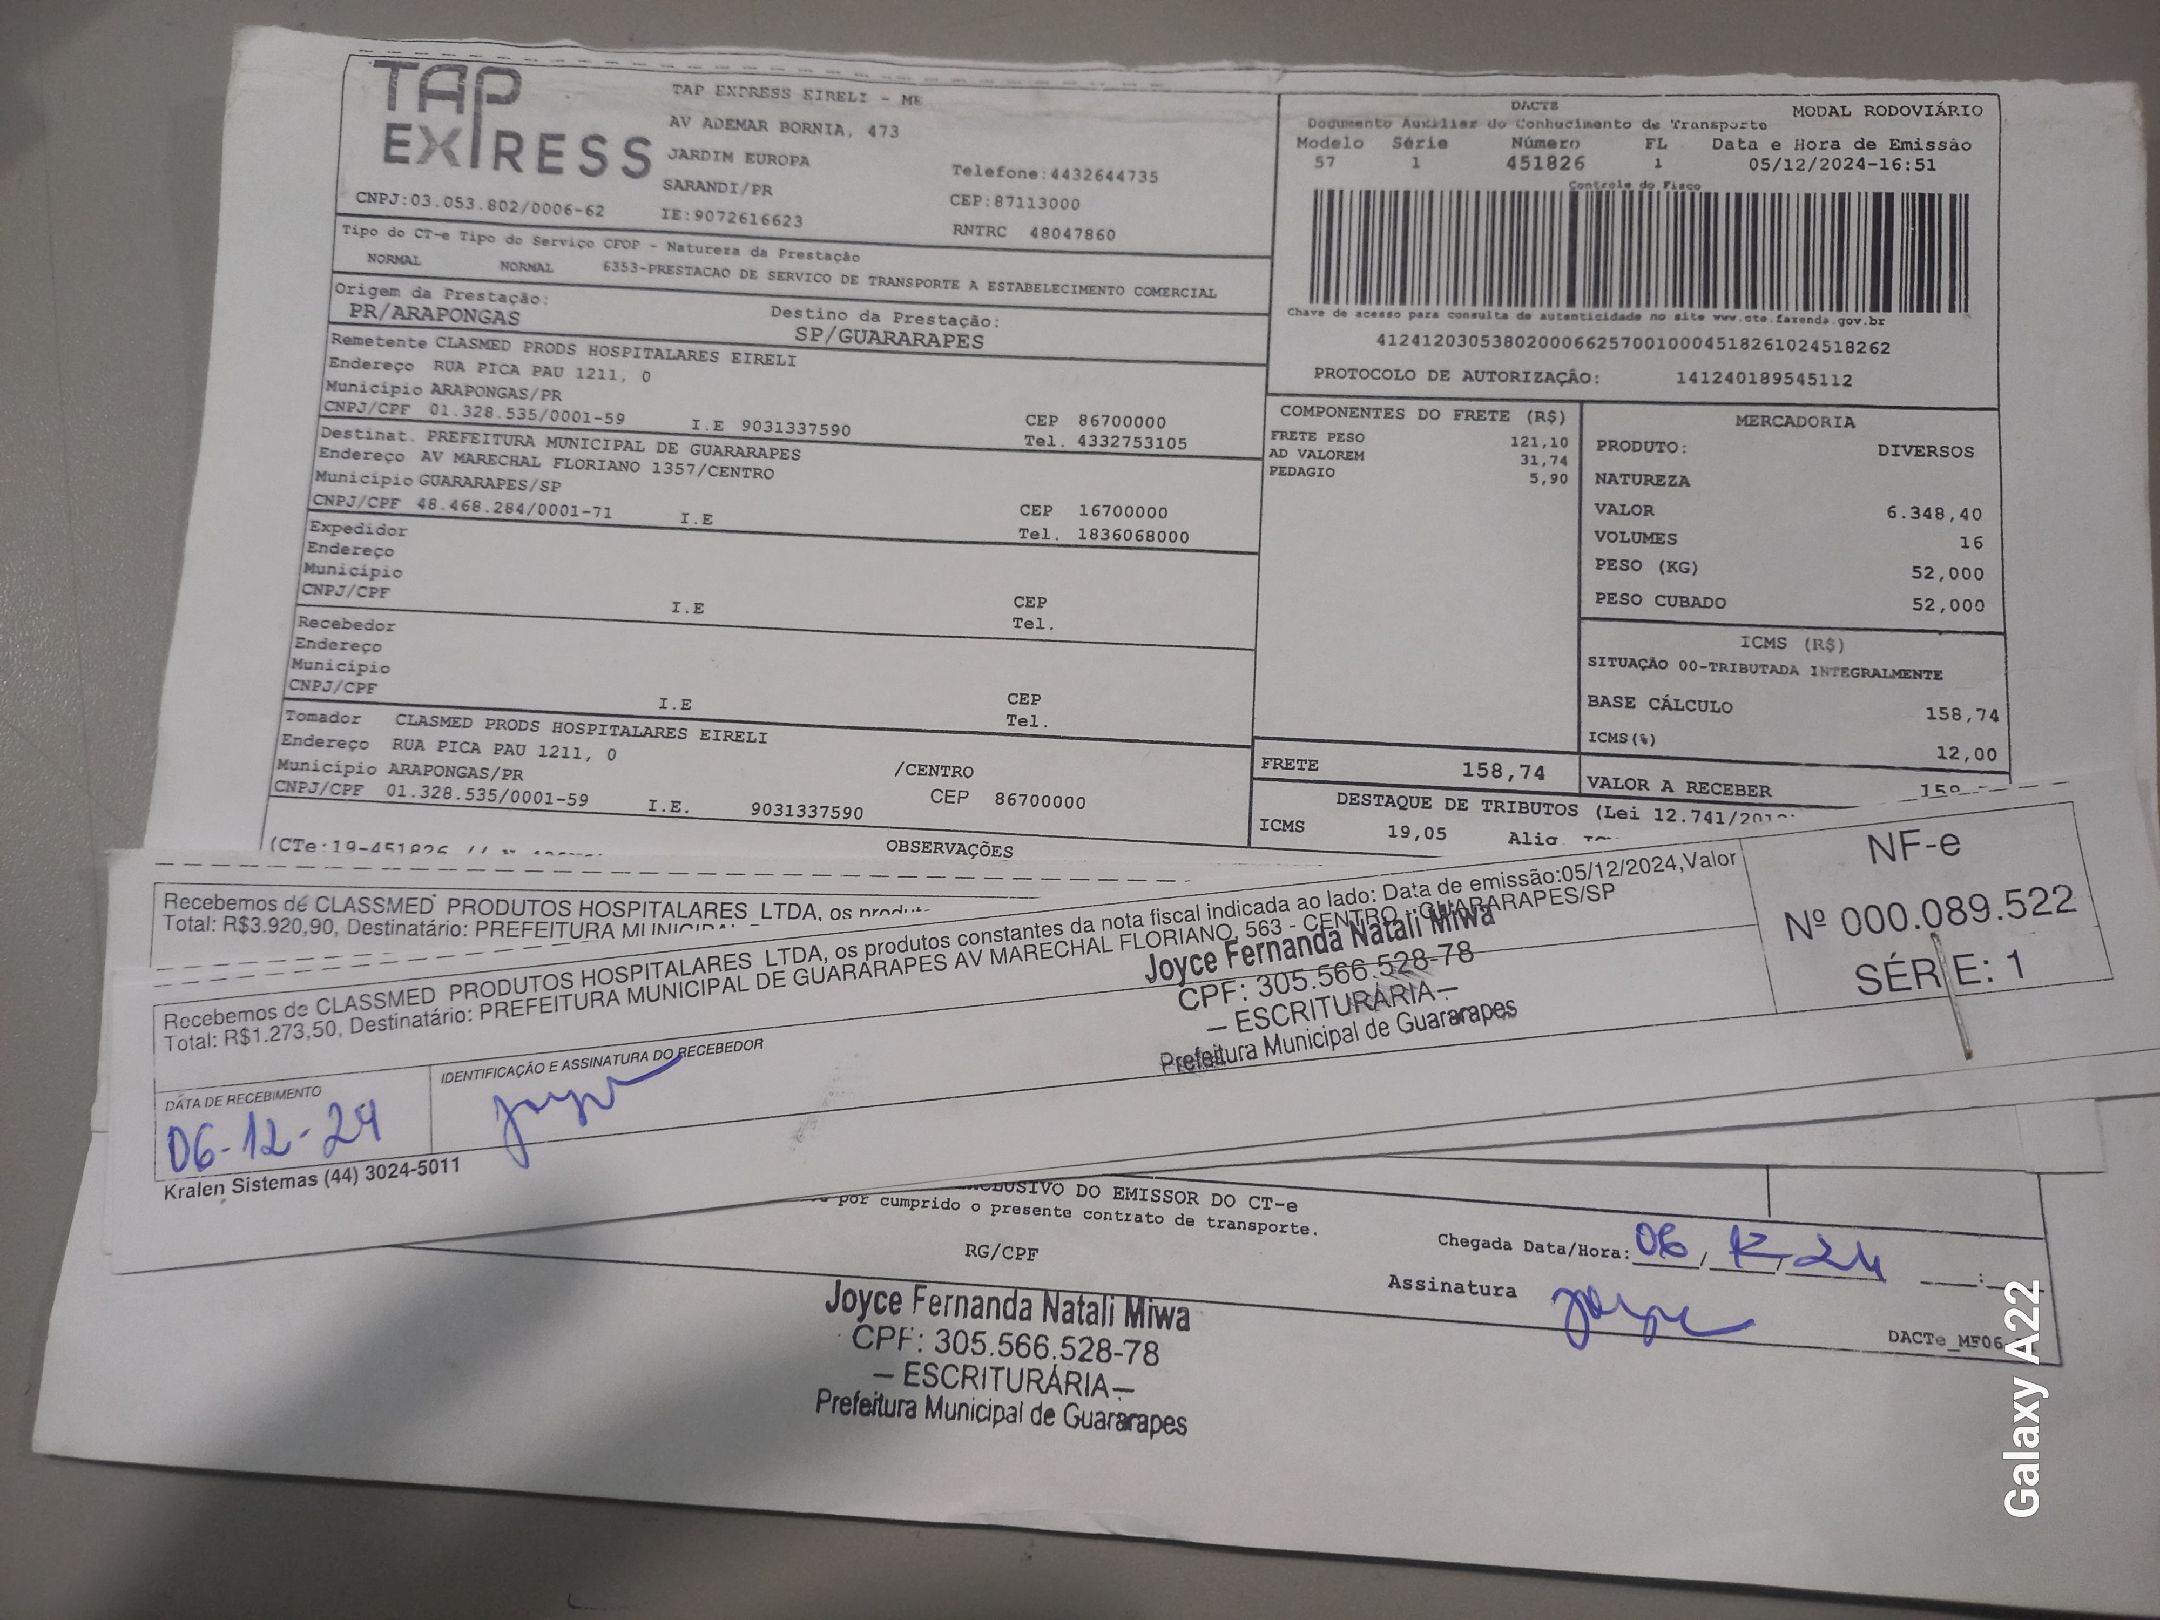 TAP EXPRESS
TAP EXPRESS EIRELI - ME
AV ADEMAR BORNIA, 473
JARDIM EUROPA
SARANDI/PR
Telefone:4432644735
CEP:87113000
CNPJ:03.053.802/0006-62
IE:9072616623
RNTRC 48047860
DACTE
MODAL RODOVIÁRIO
Documento Auxiliar do Conhecimento de Transporte
Modelo Série Número FL Data e Hora de Emissão
57 1 451826 1 05/12/2024-16:51
Controle do Fisco
Chave de acesso para consulta de autenticidade no site www.cte.fazenda.gov.br
41241203053802000662570010004518261024518262
PROTOCOLO DE AUTORIZAÇÃO: 141240189545112
Tipo do CT-e Tipo do Serviço CFOP - Natureza da Prestação
NORMAL NORMAL 6353-PRESTACAO DE SERVICO DE TRANSPORTE A ESTABELECIMENTO COMERCIAL
Origem da Prestação: Destino da Prestação:
PR/ARAPONGAS SP/GUARARAPES
Remetente CLASMED PRODS HOSPITALARES EIRELI
Endereço RUA PICA PAU 1211, 0
Município ARAPONGAS/PR CEP 86700000
CNPJ/CPF 01.328.535/0001-59 I.E 9031337590 Tel. 4332753105
Destinat. PREFEITURA MUNICIPAL DE GUARARAPES
Endereço AV MARECHAL FLORIANO 1357/CENTRO
Município GUARARAPES/SP CEP 16700000
CNPJ/CPF 48.468.284/0001-71 I.E Tel. 1836068000
Expedidor
Endereço
Município CEP
CNPJ/CPF I.E Tel.
Recebedor
Endereço
Município CEP
CNPJ/CPF I.E Tel.
Tomador CLASMED PRODS HOSPITALARES EIRELI
Endereço RUA PICA PAU 1211, 0 /CENTRO
Município ARAPONGAS/PR CEP 86700000
CNPJ/CPF 01.328.535/0001-59 I.E. 9031337590
COMPONENTES DO FRETE (R$)
FRETE PESO 121,10
AD VALOREM 31,74
PEDAGIO 5,90
FRETE 158,74
MERCADORIA
PRODUTO: DIVERSOS
NATUREZA
VALOR 6.348,40
VOLUMES 16
PESO (KG) 52,000
PESO CUBADO 52,000
ICMS (R$)
SITUAÇÃO 00-TRIBUTADA INTEGRALMENTE
BASE CÁLCULO 158,74
ICMS(%) 12,00
VALOR A RECEBER
DESTAQUE DE TRIBUTOS (Lei 12.741/
ICMS 19,05
OBSERVAÇÕES
(CTe:19-451826
Recebemos de CLASSMED PRODUTOS HOSPITALARES LTDA, os
Total: R$3.920,90, Destinatário: PREFEITURA
Recebemos de CLASSMED PRODUTOS HOSPITALARES LTDA, os produtos constantes da nota fiscal indicada ao lado: Data de emissão:05/12/2024,Valor
Total: R$1.273,50, Destinatário: PREFEITURA MUNICIPAL DE GUARARAPES AV MARECHAL FLORIANO, 563 - CENTRO - GUARARAPES/SP
NF-e
Nº 000.089.522
SÉRIE: 1
Joyce Fernanda Natali Miwa
CPF: 305.566.528-78
— ESCRITURÁRIA —
Prefeitura Municipal de Guararapes
DATA DE RECEBIMENTO
IDENTIFICAÇÃO E ASSINATURA DO RECEBEDOR
06-12-24
Joyce
Kralen Sistemas (44) 3024-5011
DO EMISSOR DO CT-e
por cumprido o presente contrato de transporte.
RG/CPF
Chegada Data/Hora: 06/12/24 :
Assinatura Joyce
DACTe_MF06
Joyce Fernanda Natali Miwa
CPF: 305.566.528-78
— ESCRITURÁRIA —
Prefeitura Municipal de Guararapes
Galaxy A22